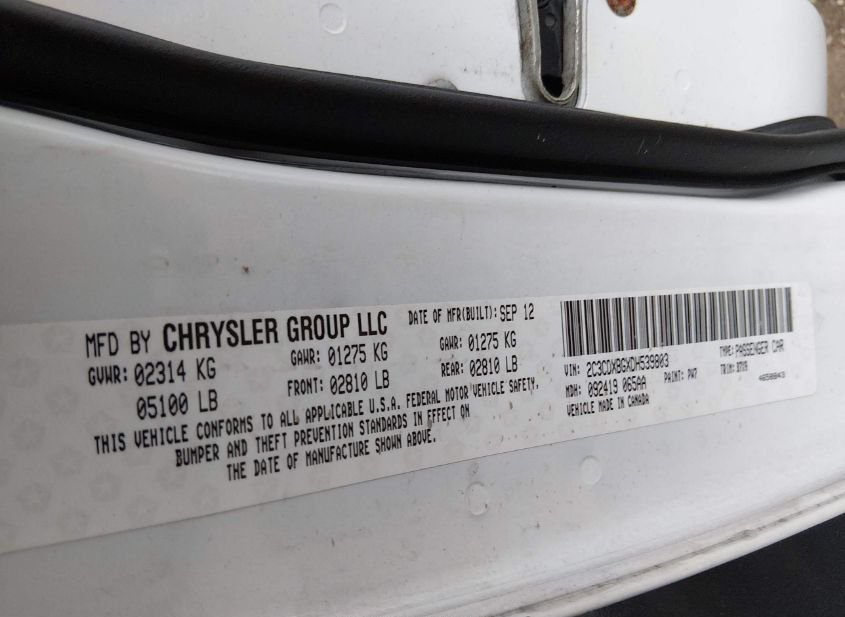 MFD BY CHRYSLER GROUP LLC
DATE OF MFR(BUILT): SEP 12
GVWR: 02314 KG
GAWR: 01275 KG
GAWR: 01275 KG
05100 LB
FRONT: 02810 LB
REAR: 02810 LB
THIS VEHICLE CONFORMS TO ALL APPLICABLE U.S.A. FEDERAL MOTOR VEHICLE SAFETY,
BUMPER AND THEFT PREVENTION STANDARDS IN EFFECT ON
THE DATE OF MANUFACTURE SHOWN ABOVE.
VIN: 2C3CDXBGXDH539803
TYPE: PASSENGER CAR
MDH: 092419 065AA
PAINT: PW7
TRIM:
VEHICLE MADE IN CANADA